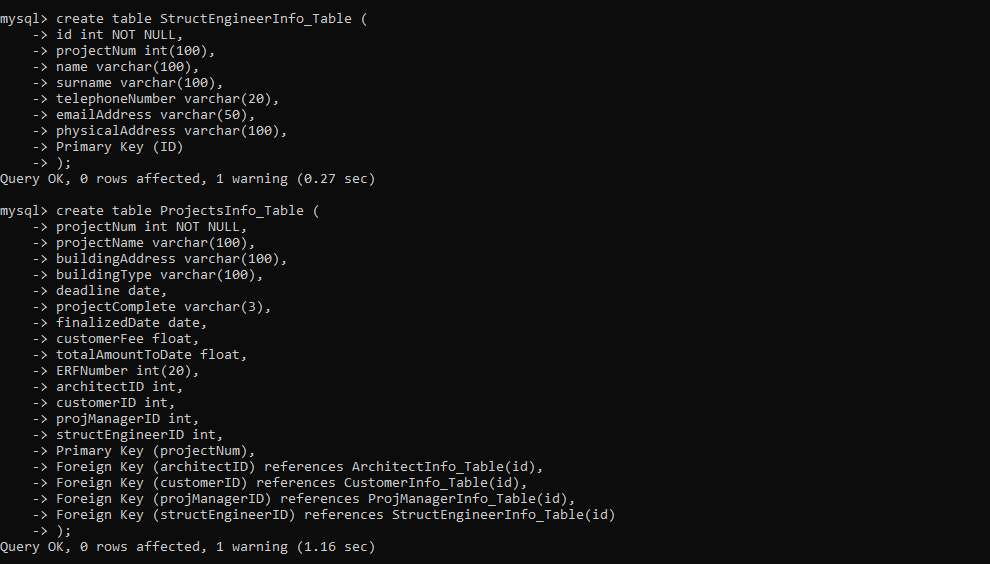 mysql> create table StructEngineerInfo_Table (
    -> id int NOT NULL,
    -> projectNum int(100),
    -> name varchar(100),
    -> surname varchar(100),
    -> telephoneNumber varchar(20),
    -> emailAddress varchar(50),
    -> physicalAddress varchar(100),
    -> Primary Key (ID)
    -> );
Query OK, 0 rows affected, 1 warning (0.27 sec)

mysql> create table ProjectsInfo_Table (
    -> projectNum int NOT NULL,
    -> projectName varchar(100),
    -> buildingAddress varchar(100),
    -> buildingType varchar(100),
    -> deadline date,
    -> projectComplete varchar(3),
    -> finalizedDate date,
    -> customerFee float,
    -> totalAmountToDate float,
    -> ERFNumber int(20),
    -> architectID int,
    -> customerID int,
    -> projManagerID int,
    -> structEngineerID int,
    -> Primary Key (projectNum),
    -> Foreign Key (architectID) references ArchitectInfo_Table(id),
    -> Foreign Key (customerID) references CustomerInfo_Table(id),
    -> Foreign Key (projManagerID) references ProjManagerInfo_Table(id),
    -> Foreign Key (structEngineerID) references StructEngineerInfo_Table(id)
    -> );
Query OK, 0 rows affected, 1 warning (1.16 sec)